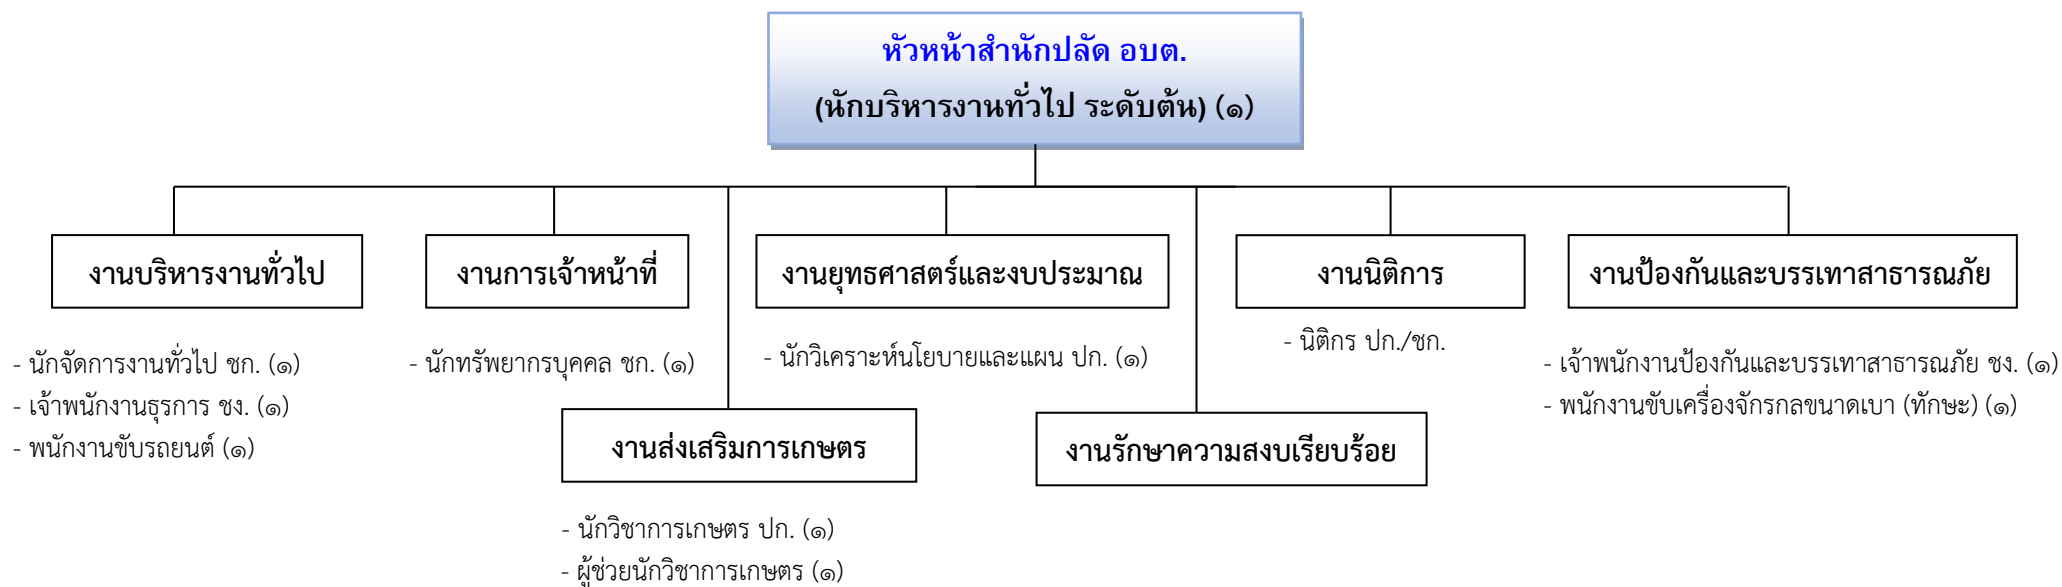 หัวหน้าสำนักปลัด อบต.
(นักบริหารงานทั่วไป ระดับต้น) (๑)
งานบริหารงานทั่วไป
- นักจัดการงานทั่วไป ชก. (๑)
- เจ้าพนักงานธุรการ ชง. (๑)
- พนักงานขับรถยนต์ (๑)
งานการเจ้าหน้าที่
- นักทรัพยากรบุคคล ชก. (๑)
งานส่งเสริมการเกษตร
- นักวิชาการเกษตร ปก. (๑)
- ผู้ช่วยนักวิชาการเกษตร (๑)
งานยุทธศาสตร์และงบประมาณ
- นักวิเคราะห์นโยบายและแผน ปก. (๑)
งานรักษาความสงบเรียบร้อย
งานนิติการ
- นิติกร ปก./ชก.
งานป้องกันและบรรเทาสาธารณภัย
- เจ้าพนักงานป้องกันและบรรเทาสาธารณภัย ชง. (๑)
- พนักงานขับเครื่องจักรกลขนาดเบา (ทักษะ) (๑)